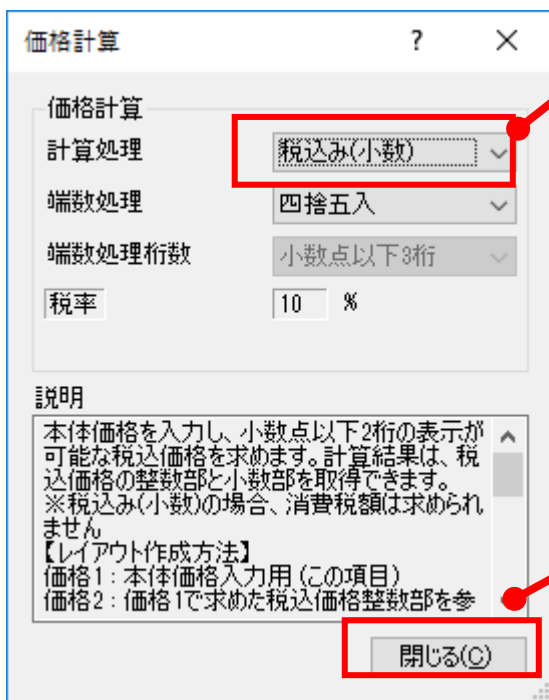 価格計算 ?
価格計算
計算処理 税込み(小数)
端数処理 四捨五入
端数処理桁数 小数点以下3桁
税率 10 %
説明
本体価格を入力し、小数点以下2桁の表示が
可能な税込価格を求めます。計算結果は、税
込価格の整数部と小数部を取得できます。
※税込み(小数)の場合、消費税額は求められ
ません
【レイアウト作成方法】
価格1：本体価格入力用(この項目)
価格2：価格1で求めた税込価格整数部を参
閉じる(C)